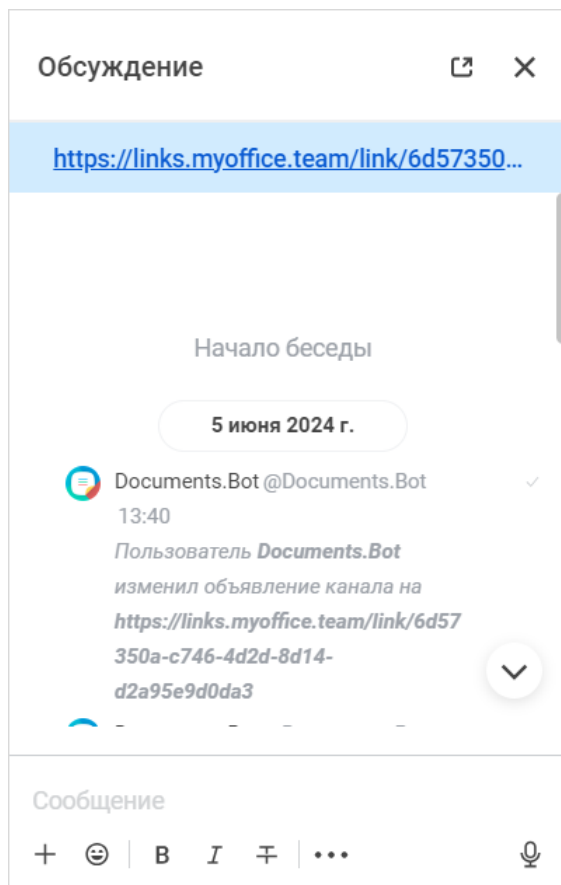 Обсуждение
https://links.myoffice.team/link/6d57350...
Начало беседы
5 июня 2024 г.
Documents.Bot @Documents.Bot
13:40
Пользователь Documents.Bot
изменил объявление канала на
https://links.myoffice.team/link/6d57
350a-c746-4d2d-8d14-
d2a95e9d0da3
Сообщение
B I T